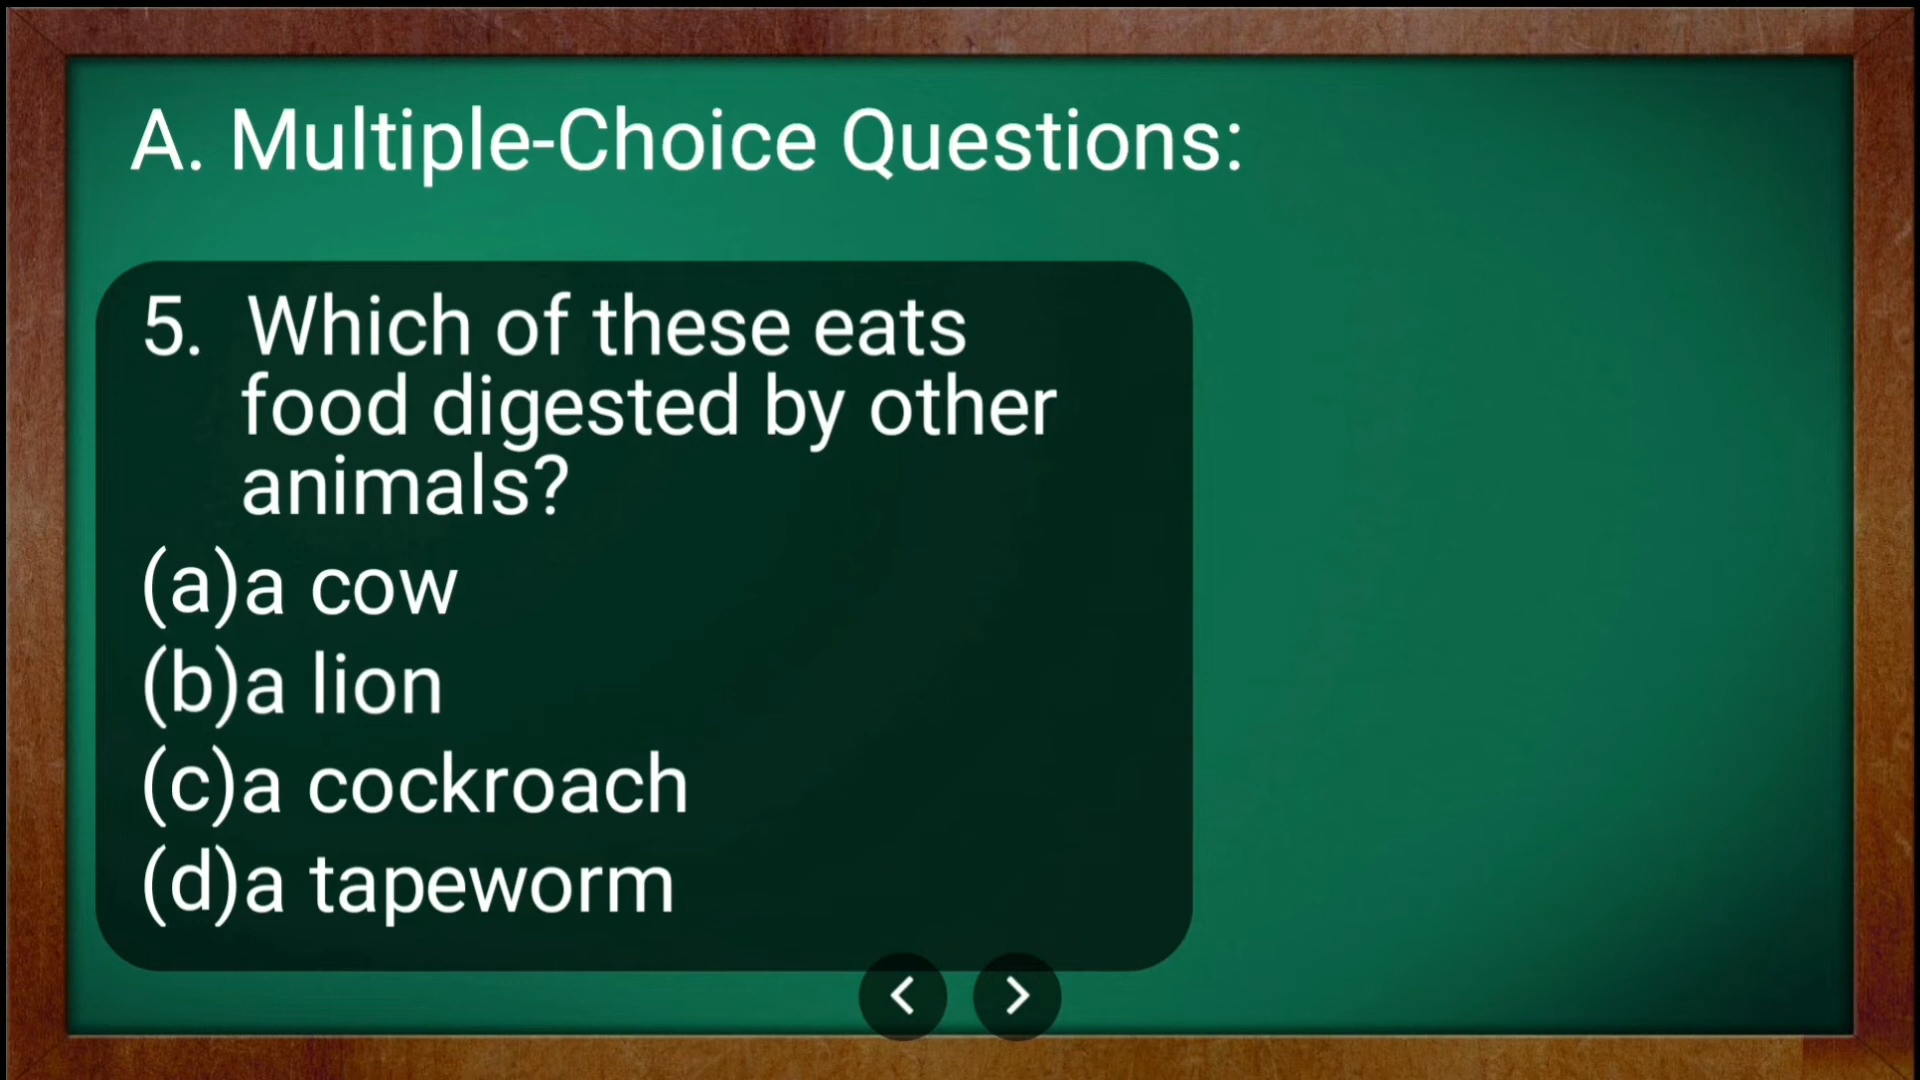 A. Multiple-Choice Questions:
5. Which of these eats
food digested by other
animals?
(a)a cow
(b)a lion
(c)a cockroach
(d)a tapeworm